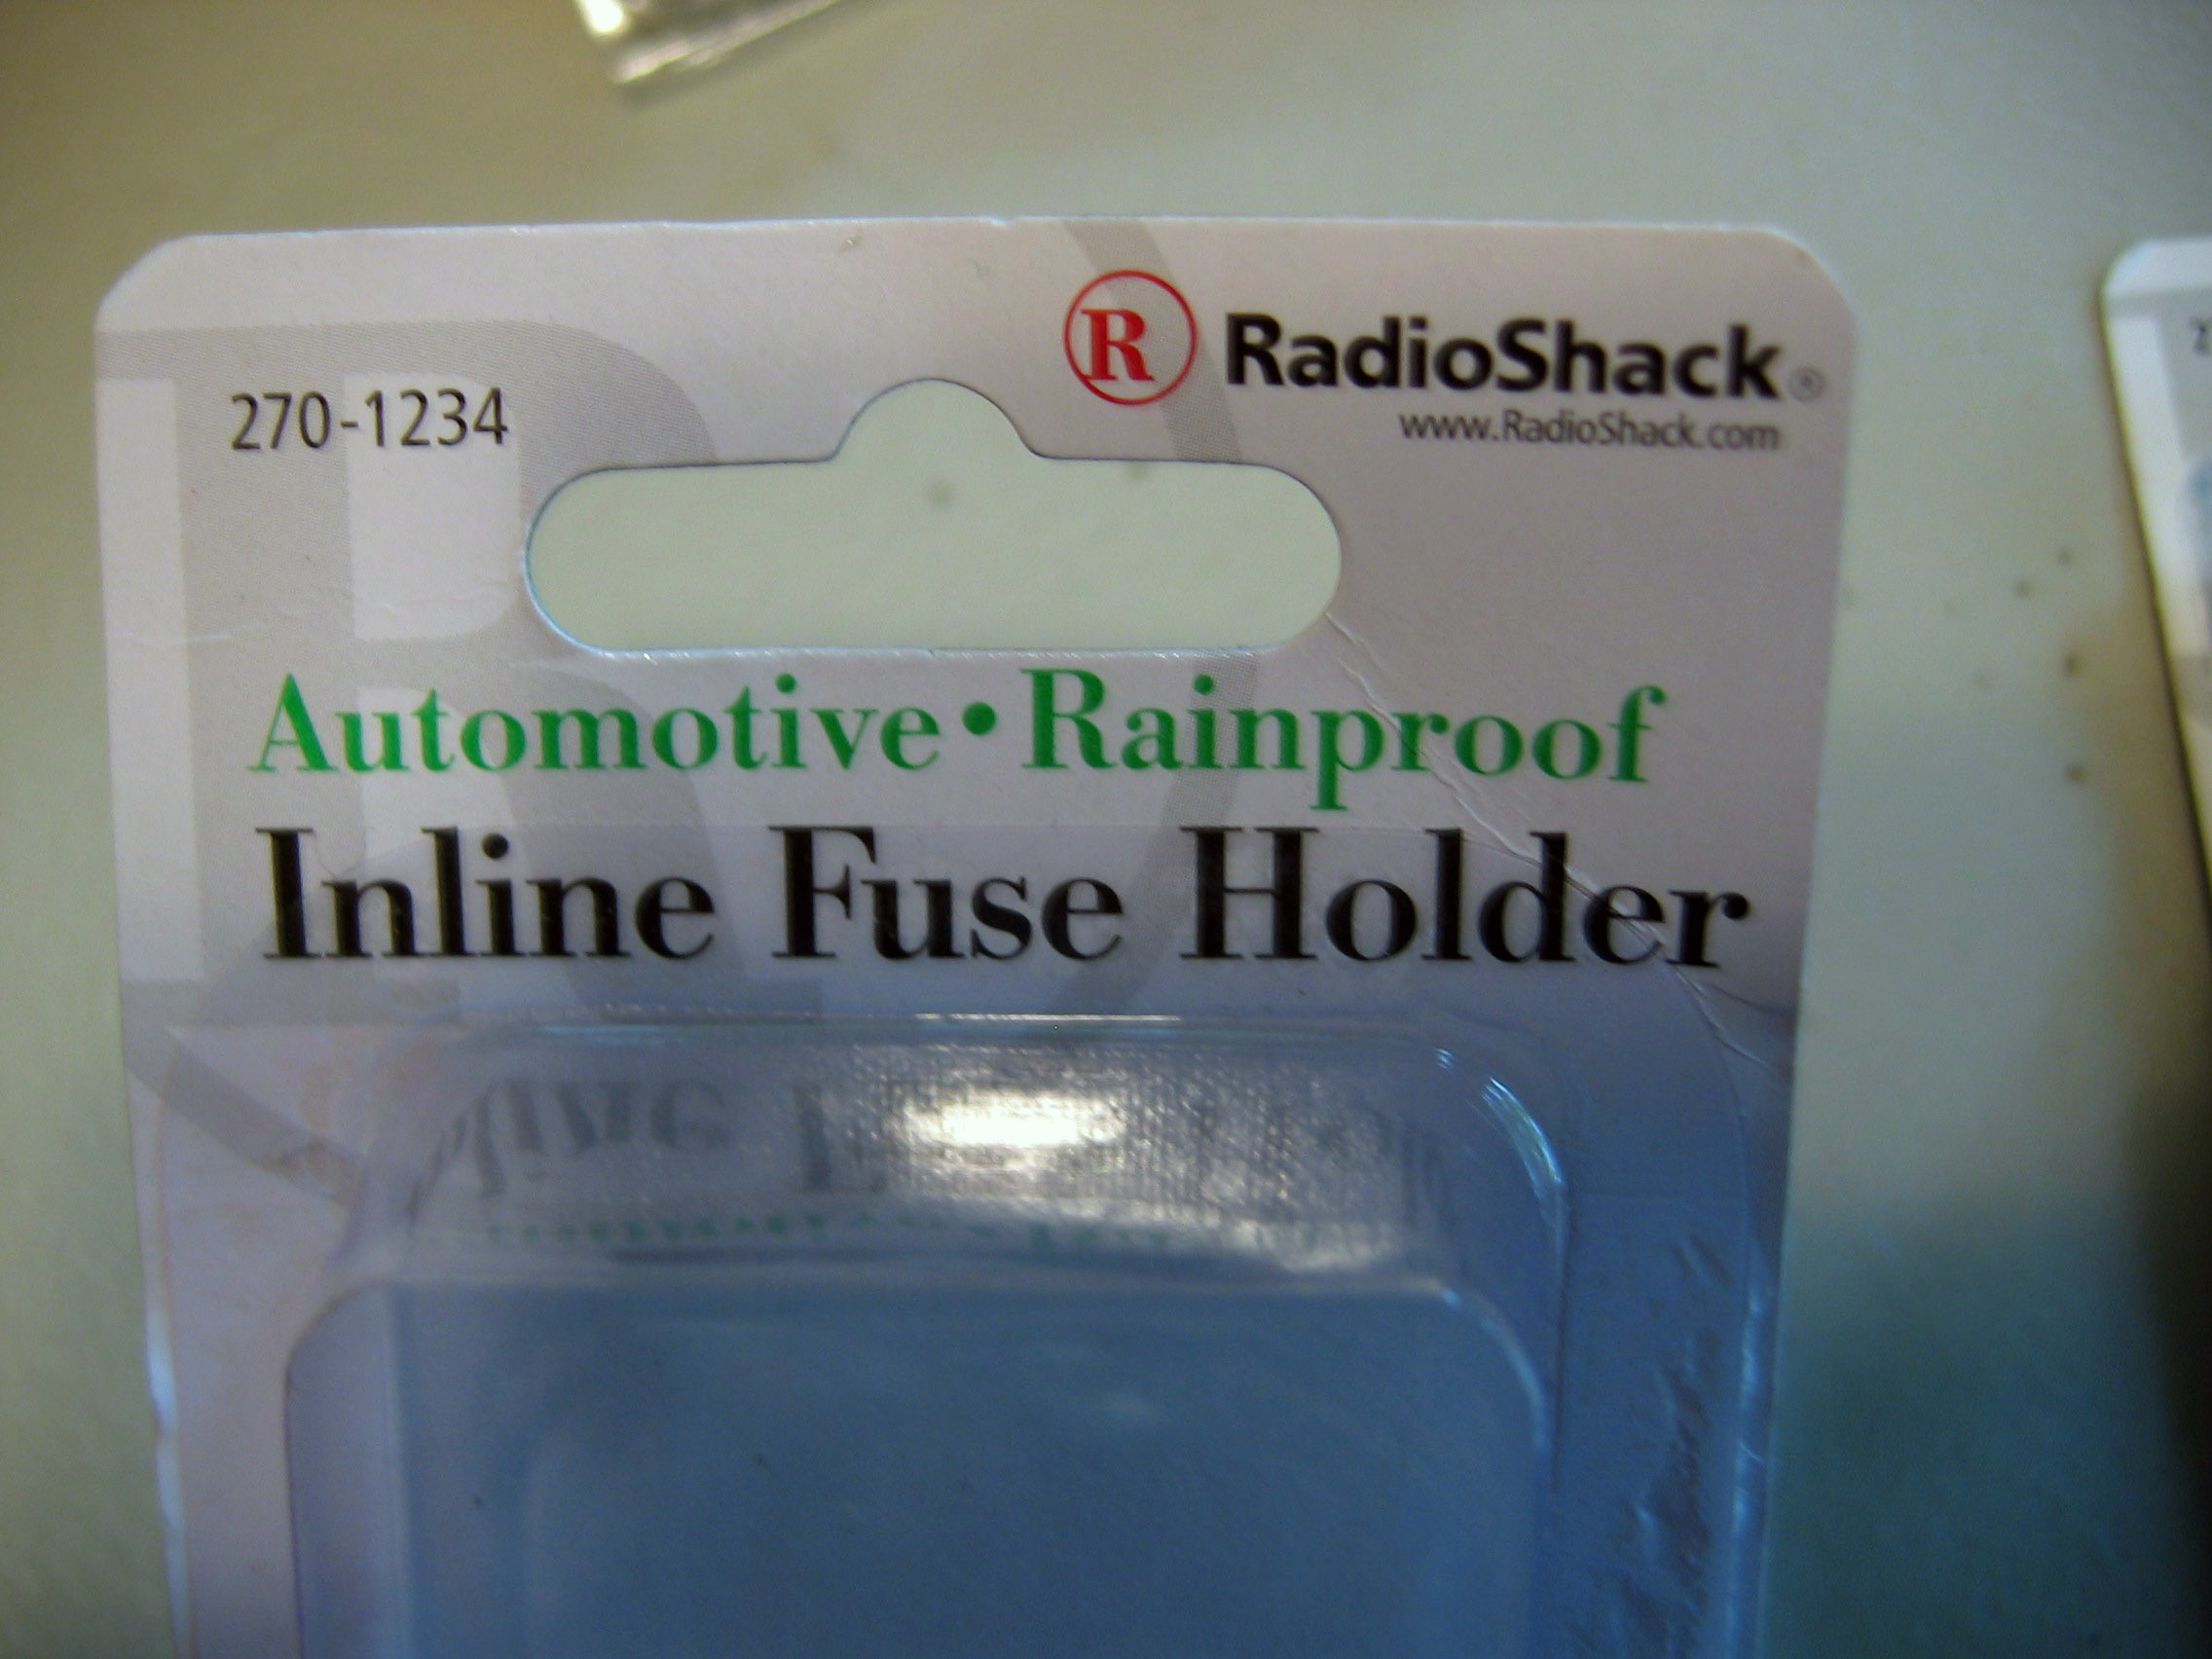 270-1234
R RadioShack®
www.RadioShack.com
Automotive • Rainproof
Inline Fuse Holder